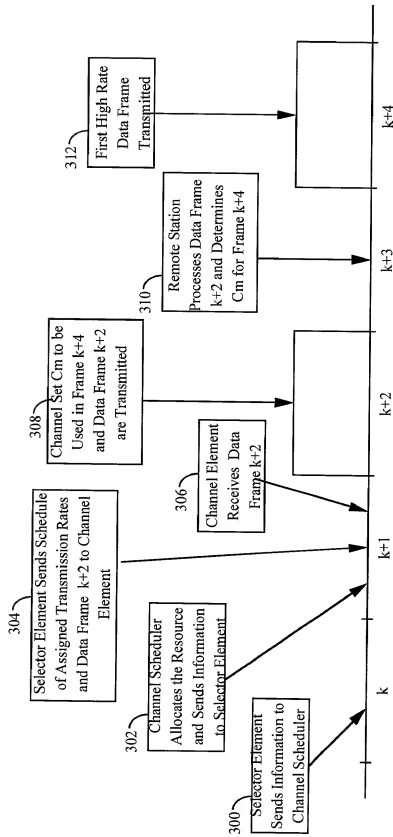 300
Selector Element
Sends Information to
Channel Scheduler
302
Channel Scheduler
Allocates the Resource
and Sends Information
to Selector Element
304
Selector Element Sends Schedule
of Assigned Transmission Rates
and Data Frame k+2 to Channel
Element
306
Channel Element
Receives Data
Frame k+2
308
Channel Set Cm to be
Used in Frame k+4
and Data Frame k+2
are Transmitted
310
Remote Station
Processes Data Frame
k+2 and Determines
Cm for Frame k+4
312
First High Rate
Data Frame
Transmitted
k
k+1
k+2
k+3
k+4